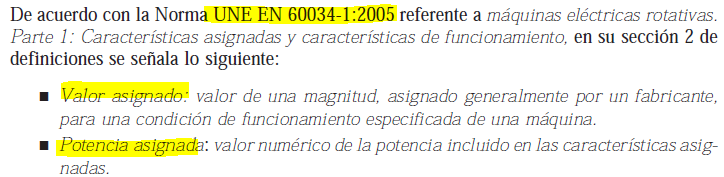 De acuerdo con la Norma UNE EN 60034-1:2005 referente a máquinas eléctricas rotativas.
Parte 1: Características asignadas y características de funcionamiento, en su sección 2 de
definiciones se señala lo siguiente:
■ Valor asignado: valor de una magnitud, asignado generalmente por un fabricante,
para una condición de funcionamiento especificada de una máquina.
■ Potencia asignada: valor numérico de la potencia incluido en las características asig-
nadas.